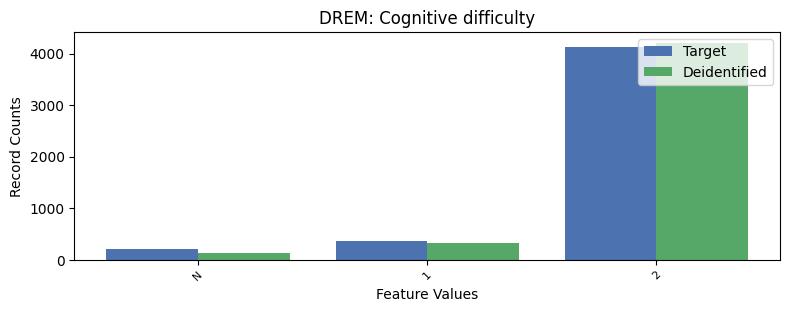 DREM: Cognitive difficulty
Record Counts
4000
3000
2000
1000
0
Target
Deidentified
N
1
2
Feature Values